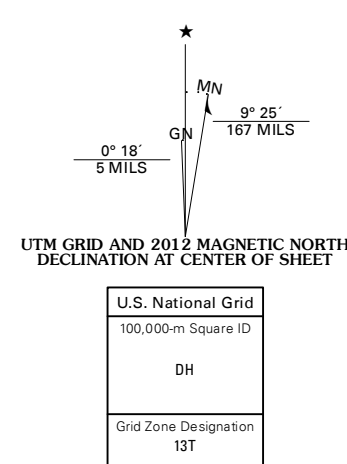 ★
MN
GN
9° 25´
167 MILS
0° 18´
5 MILS
UTM GRID AND 2012 MAGNETIC NORTH
DECLINATION AT CENTER OF SHEET
U.S. National Grid
100,000-m Square ID
DH
Grid Zone Designation
13T